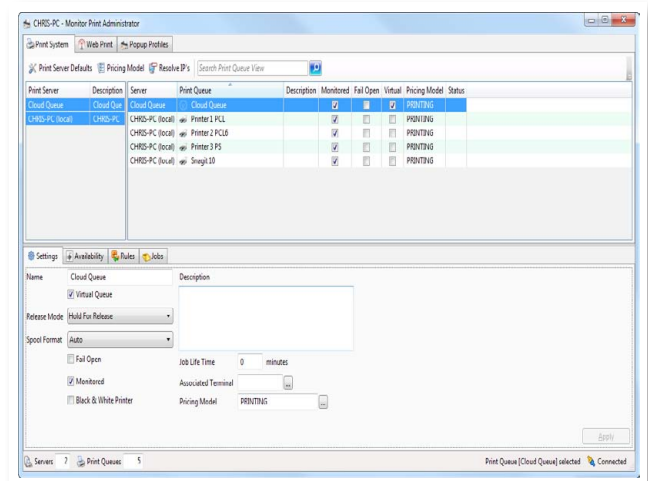 CHRIS-PC - Monitor Print Administrator
Print System Web Print Popup Profiles
Print Server Defaults Pricing Model Resolve IP's Search Print Queue View
Print Server Description Server Print Queue Description Monitored Fail Open Virtual Pricing Model Status
Cloud Queue Cloud Que Cloud Queue Cloud Queue PRINTING
CHRIS-PC (local) CHRIS-PC CHRIS-PC (local) Printer 1 PCL PRINTING
CHRIS-PC (local) Printer 2 PCL6 PRINTING
CHRIS-PC (local) Printer 3 PS PRINTING
CHRIS-PC (local) Snagit 10 PRINTING
Settings Availability Rules Jobs
Name Cloud Queue Description
Virtual Queue
Release Mode Hold For Release
Spool Format Auto
Fail Open Job Life Time 0 minutes
Monitored Associated Terminal ...
Black & White Printer Pricing Model PRINTING ...
Apply
Servers 2 Print Queues 5 Print Queue [Cloud Queue] selected Connected